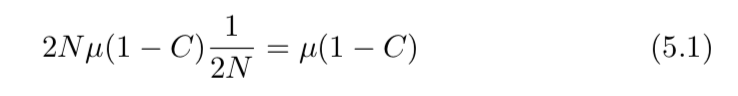 2Nμ(1 − C) 1/2N = μ(1 − C) (5.1)